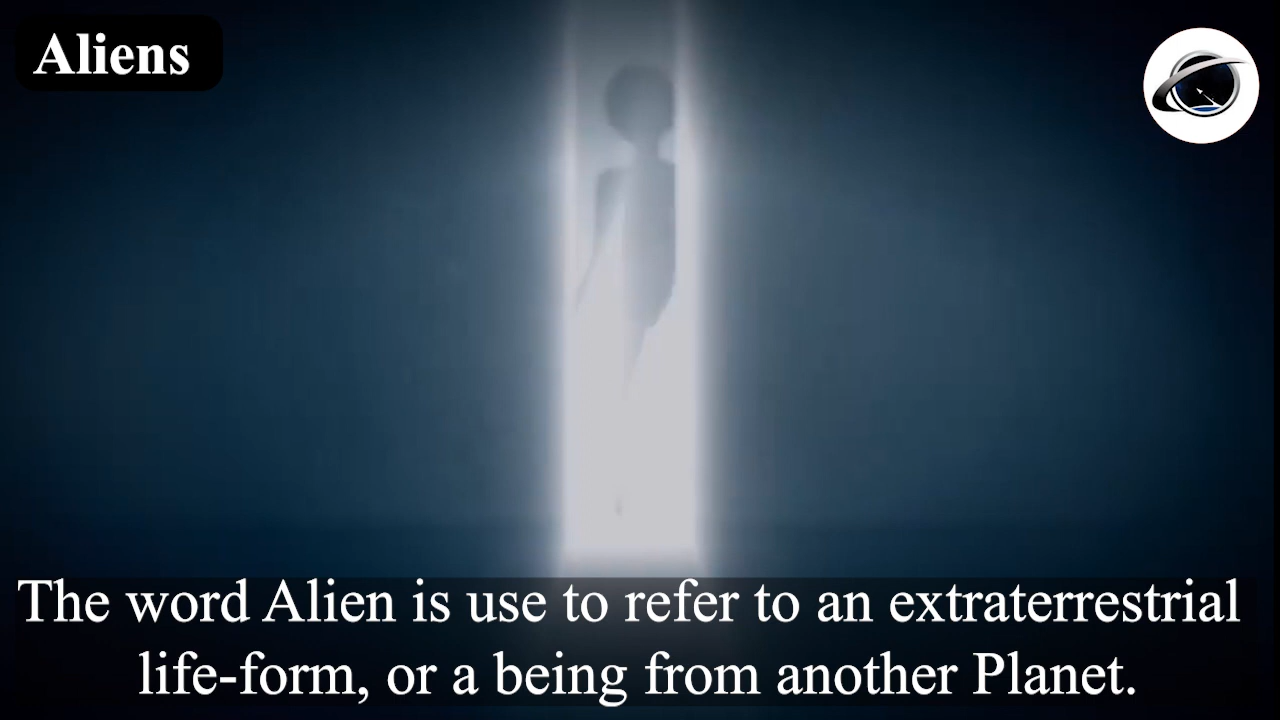 Aliens
The word Alien is use to refer to an extraterrestrial
life-form, or a being from another Planet.